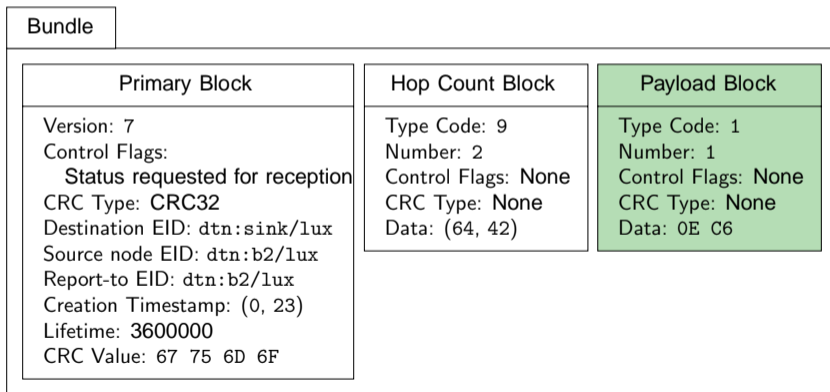 Bundle
Primary Block
Version: 7
Control Flags:
Status requested for reception
CRC Type: CRC32
Destination EID: dtn:sink/lux
Source node EID: dtn:b2/lux
Report-to EID: dtn:b2/lux
Creation Timestamp: (0, 23)
Lifetime: 3600000
CRC Value: 67 75 6D 6F
Hop Count Block
Type Code: 9
Number: 2
Control Flags: None
CRC Type: None
Data: (64, 42)
Payload Block
Type Code: 1
Number: 1
Control Flags: None
CRC Type: None
Data: 0E C6